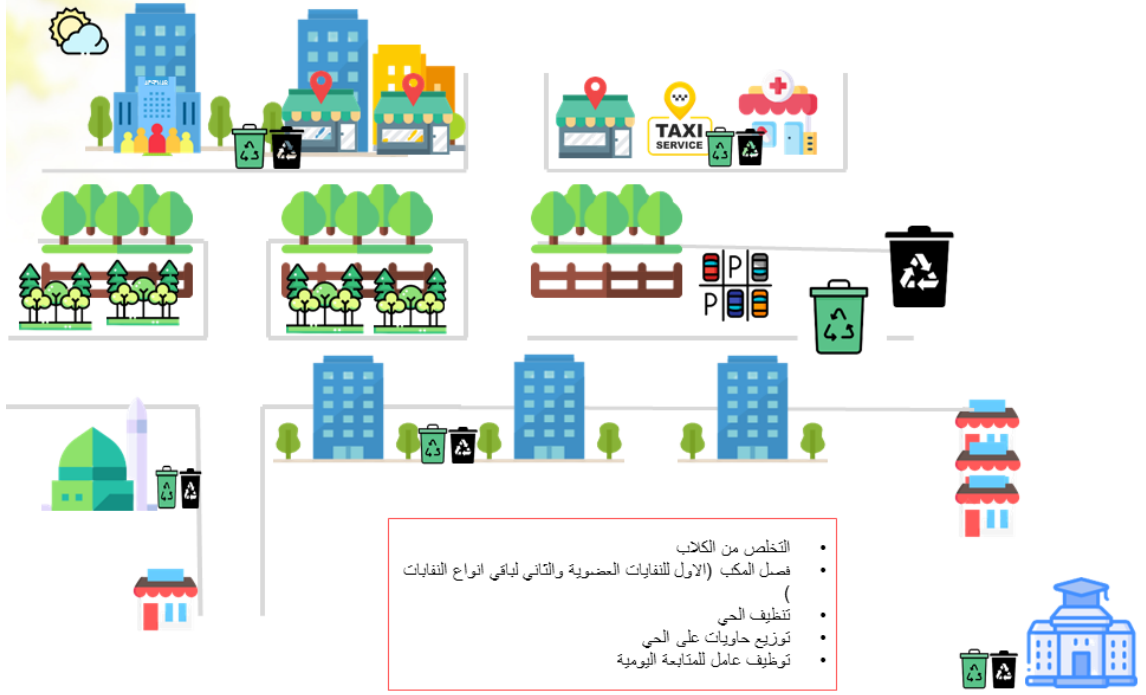 TAXI
SERVICE
P
P
• التخلص من الكلاب
• فصل المكب (الاول للنفايات العضوية والثاني لباقي انواع النفابات
)
• تنظيف الحي
• توزيع حاويات على الحي
• توظيف عامل للمتابعة اليومية